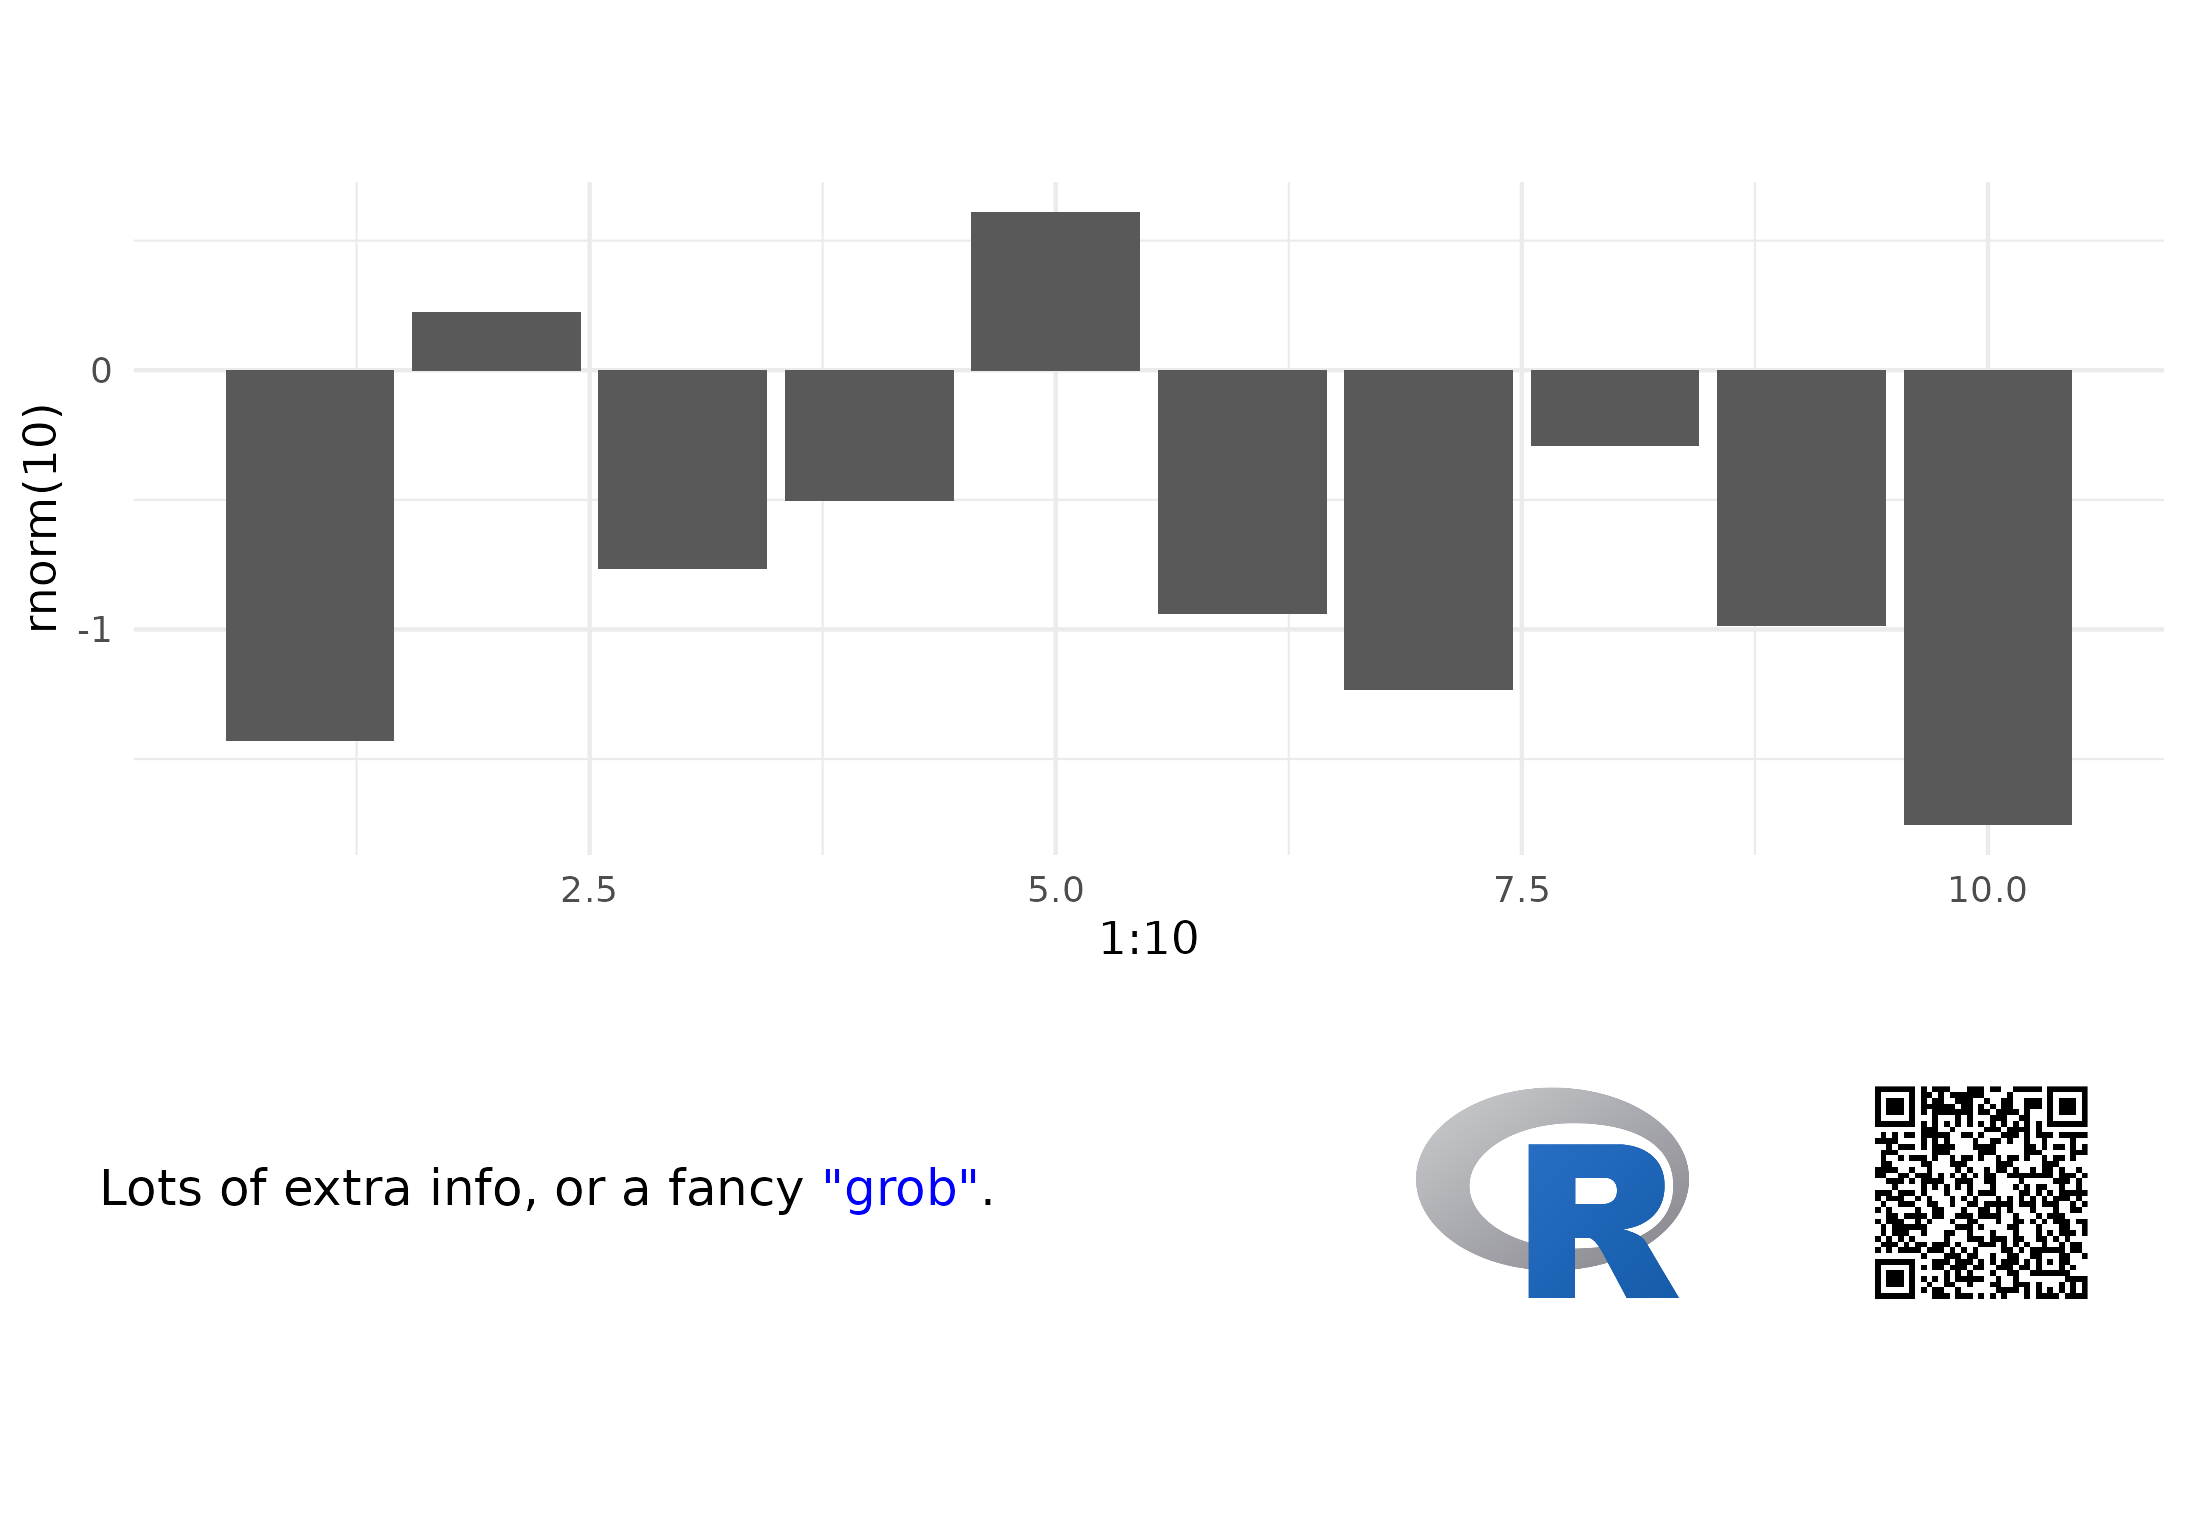 rnorm(10)
0
-1
2.5 5.0 7.5 10.0
1:10
Lots of extra info, or a fancy "grob".
R